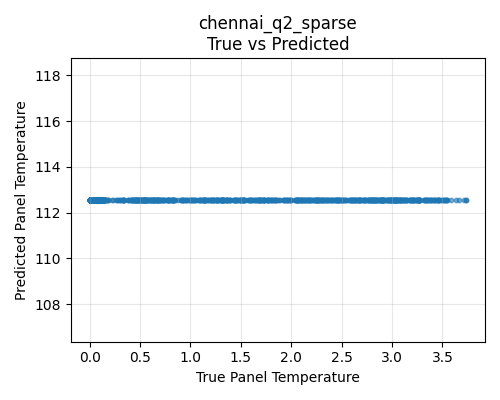 chennai_q2_sparse
True vs Predicted
Predicted Panel Temperature
118
116
114
112
110
108
0.0 0.5 1.0 1.5 2.0 2.5 3.0 3.5
True Panel Temperature